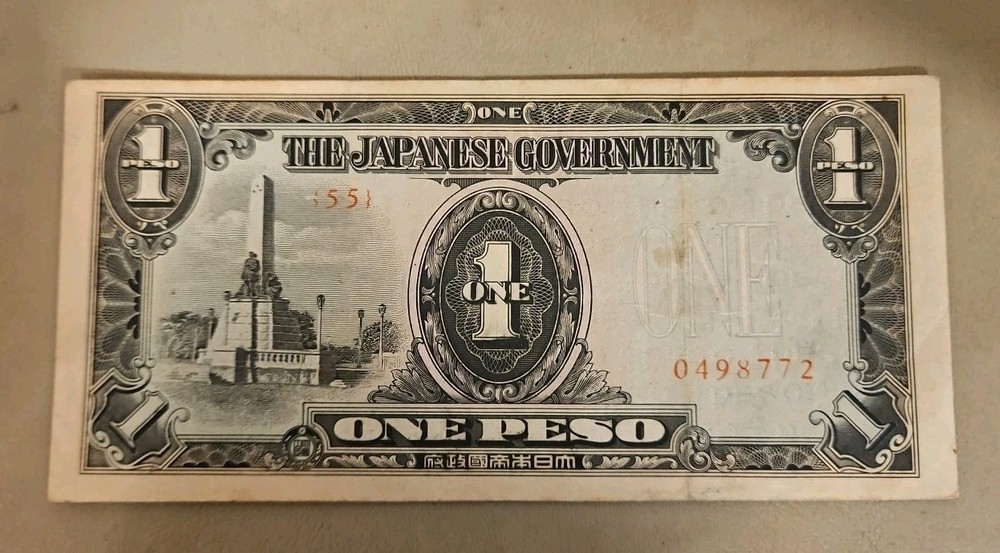 ONE
1
PESO
1
PESO
THE JAPANESE GOVERNMENT
{55}
1
ONE
ONE
0498772
1
1
ONE PESO
大日本帝國政府